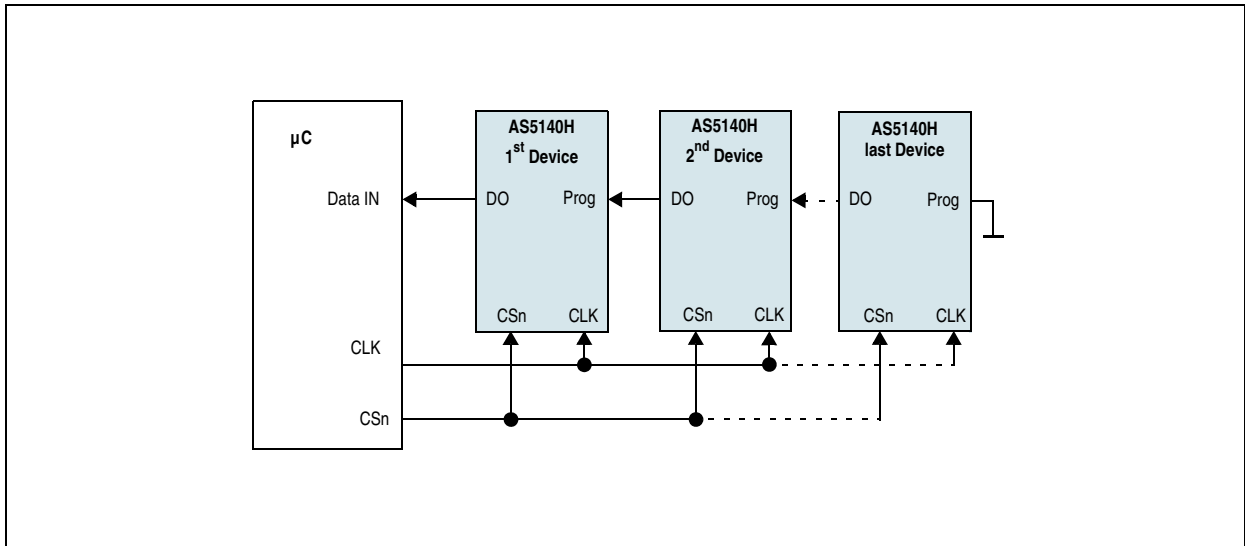 µC
Data IN
CLK
CSn
AS5140H
1st Device
DO
Prog
CSn
CLK
AS5140H
2nd Device
DO
Prog
CSn
CLK
AS5140H
last Device
DO
Prog
CSn
CLK